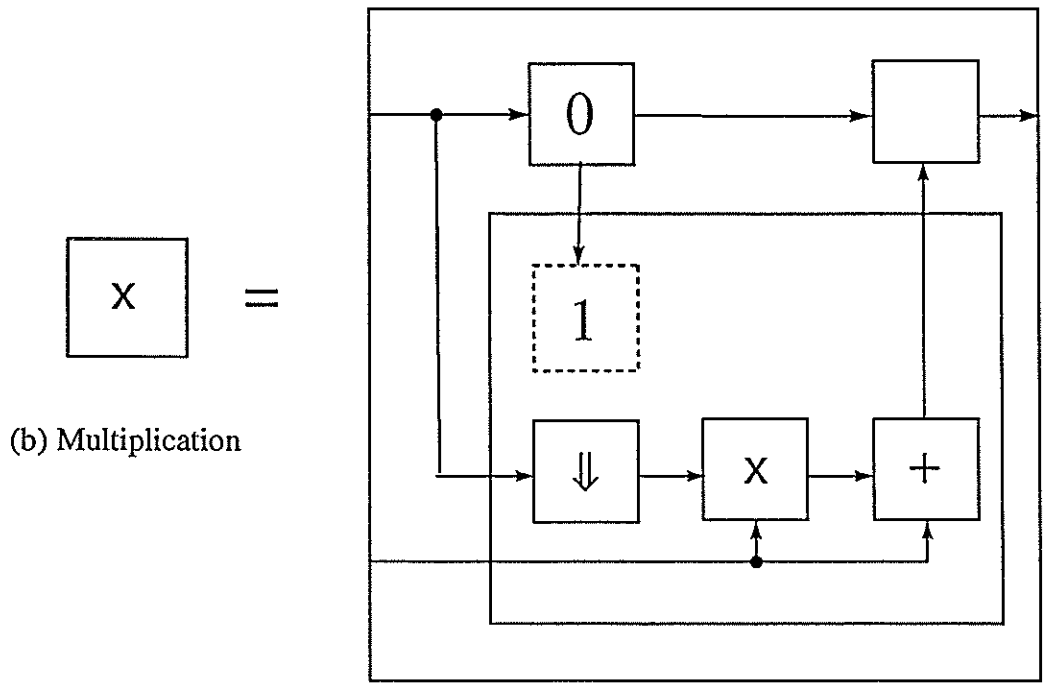 0
1
x =
(b) Multiplication
⇓ x +